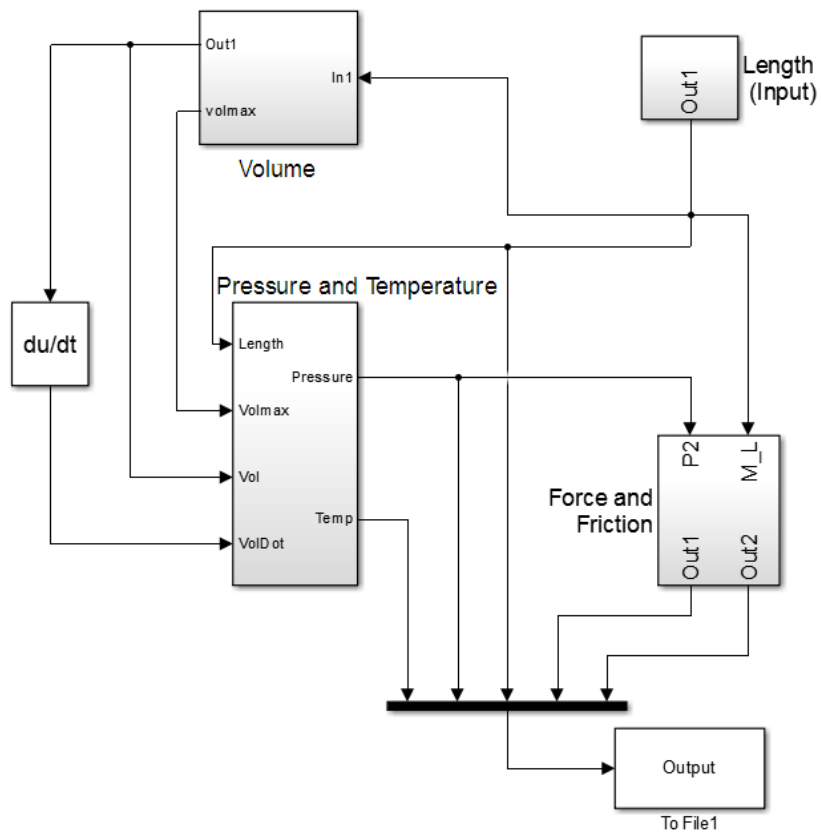 Out1
In1
volmax
Volume
Out1
Length
(Input)
Pressure and Temperature
du/dt
Length
Pressure
Volmax
Vol
Temp
VolDot
P2
M_L
Force and
Friction
Out1
Out2
Output
To File1